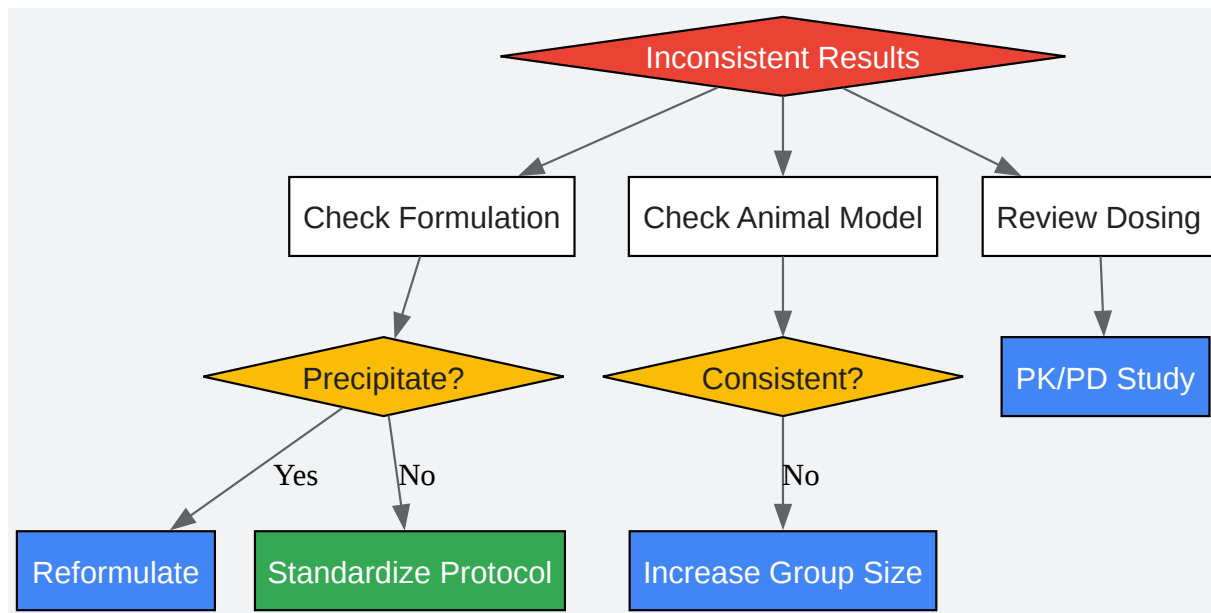 Inconsistent Results
Check Formulation
Check Animal Model
Review Dosing
Precipitate?
Consistent?
PK/PD Study
Yes
No
No
Reformulate
Standardize Protocol
Increase Group Size